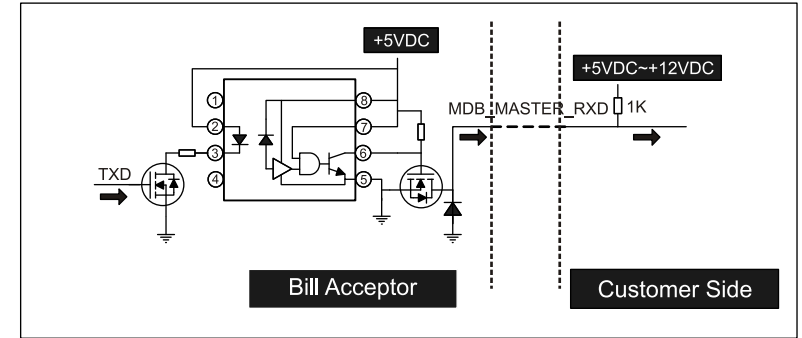 +5VDC
+5VDC~+12VDC
1
8
MDB_MASTER_RXD
1K
2
7
3
6
TXD
4
5
Bill Acceptor
Customer Side